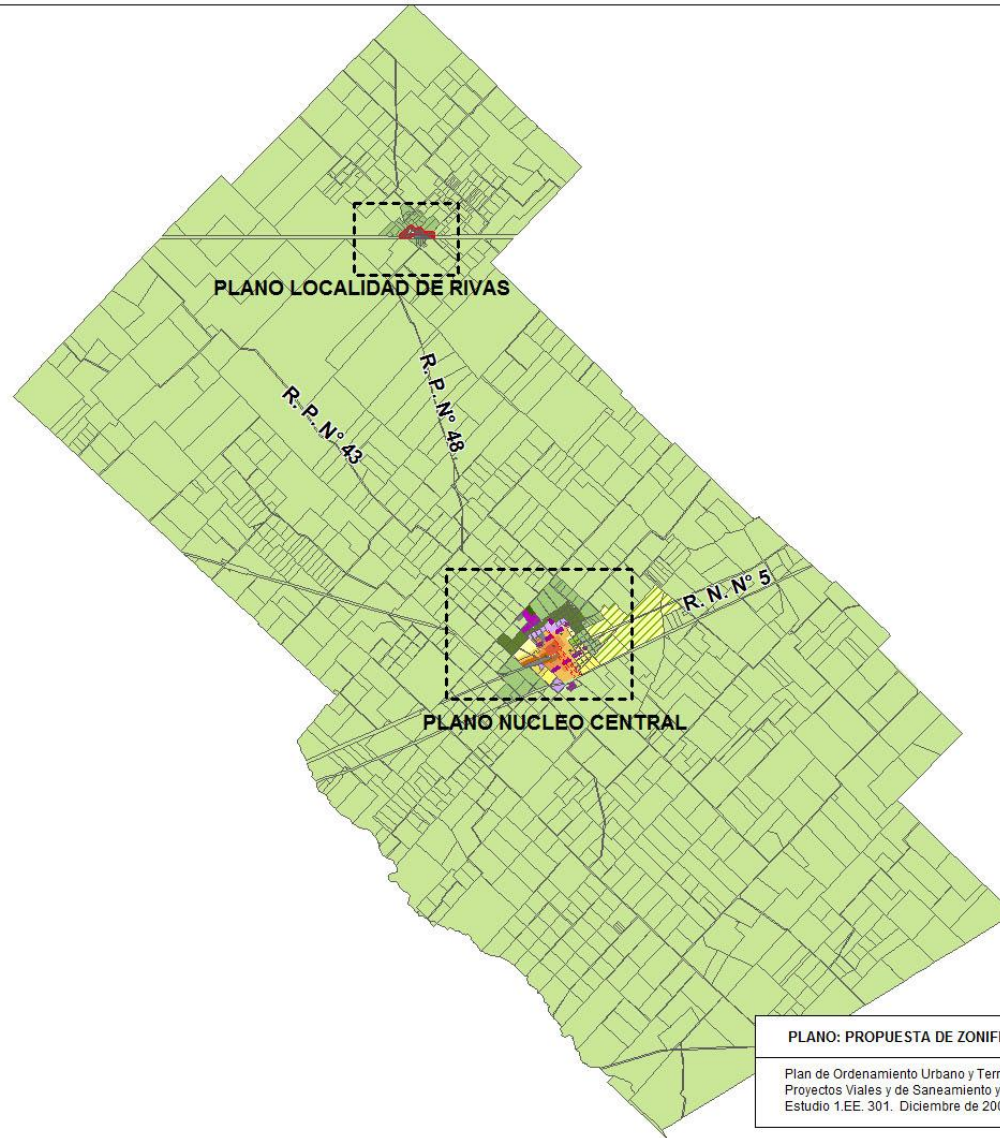 PLANO LOCALIDAD DE RIVAS
R. P. N° 48
R. P. N° 43
R. N. N° 5
PLANO NUCLEO CENTRAL
PLANO: PROPUESTA DE ZONIF
Plan de Ordenamiento Urbano y Terr
Proyectos Viales y de Saneamiento y
Estudio 1.EE. 301. Diciembre de 200